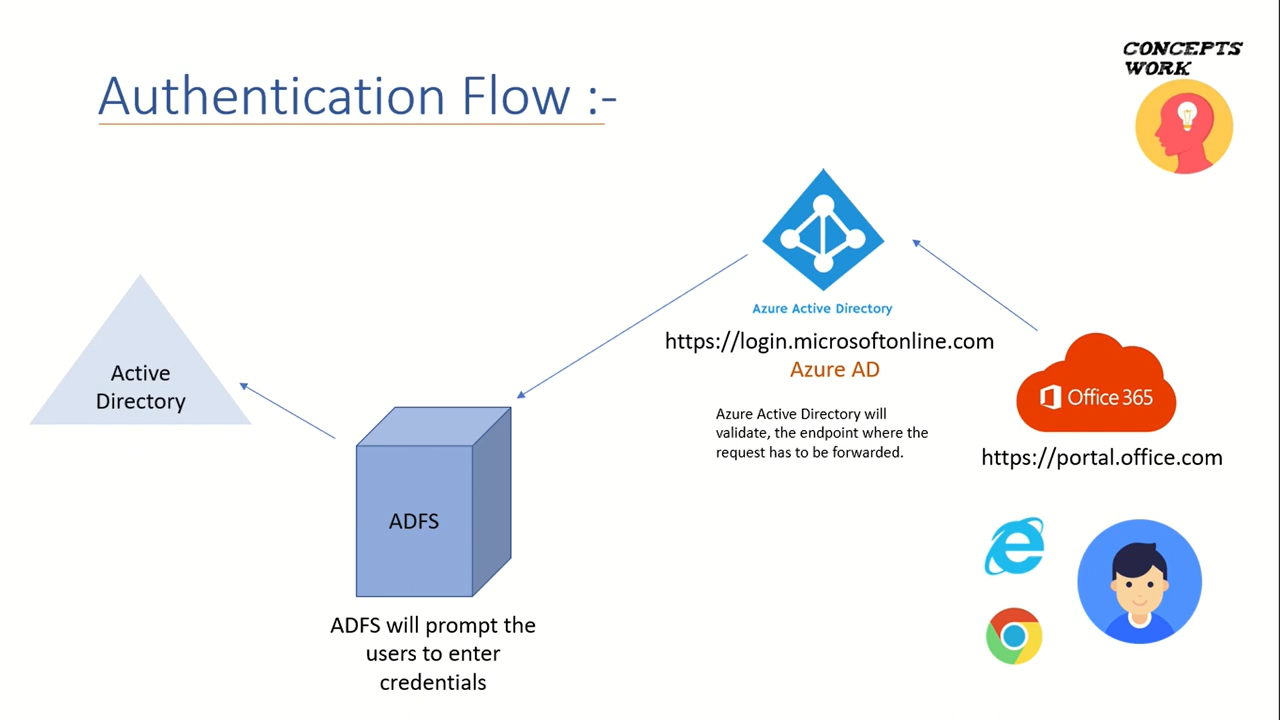 CONCEPTS
WORK
Authentication Flow :-
Azure Active Directory
https://login.microsoftonline.com
Azure AD
Azure Active Directory will
validate, the endpoint where the
request has to be forwarded.
Office 365
https://portal.office.com
Active
Directory
ADFS
ADFS will prompt the
users to enter
credentials